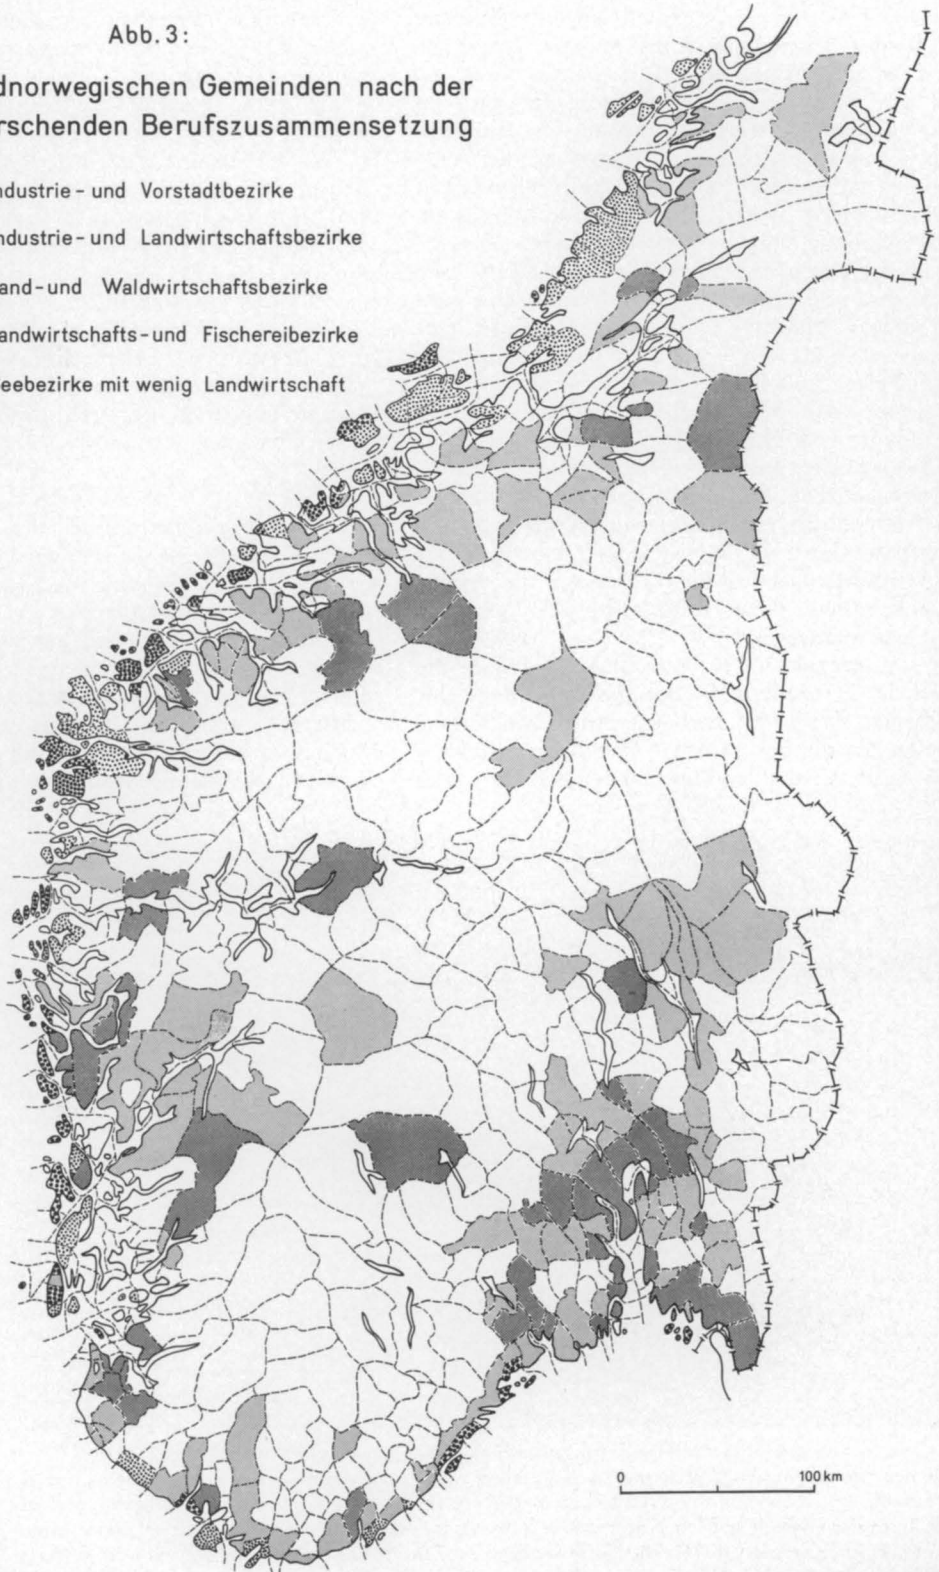 Abb. 3:
dnorwegischen Gemeinden nach der
rschenden Berufszusammensetzung
ndustrie- und Vorstadtbezirke
ndustrie- und Landwirtschaftsbezirke
and- und Waldwirtschaftsbezirke
andwirtschafts- und Fischereibezirke
eebezirke mit wenig Landwirtschaft
0 100 km